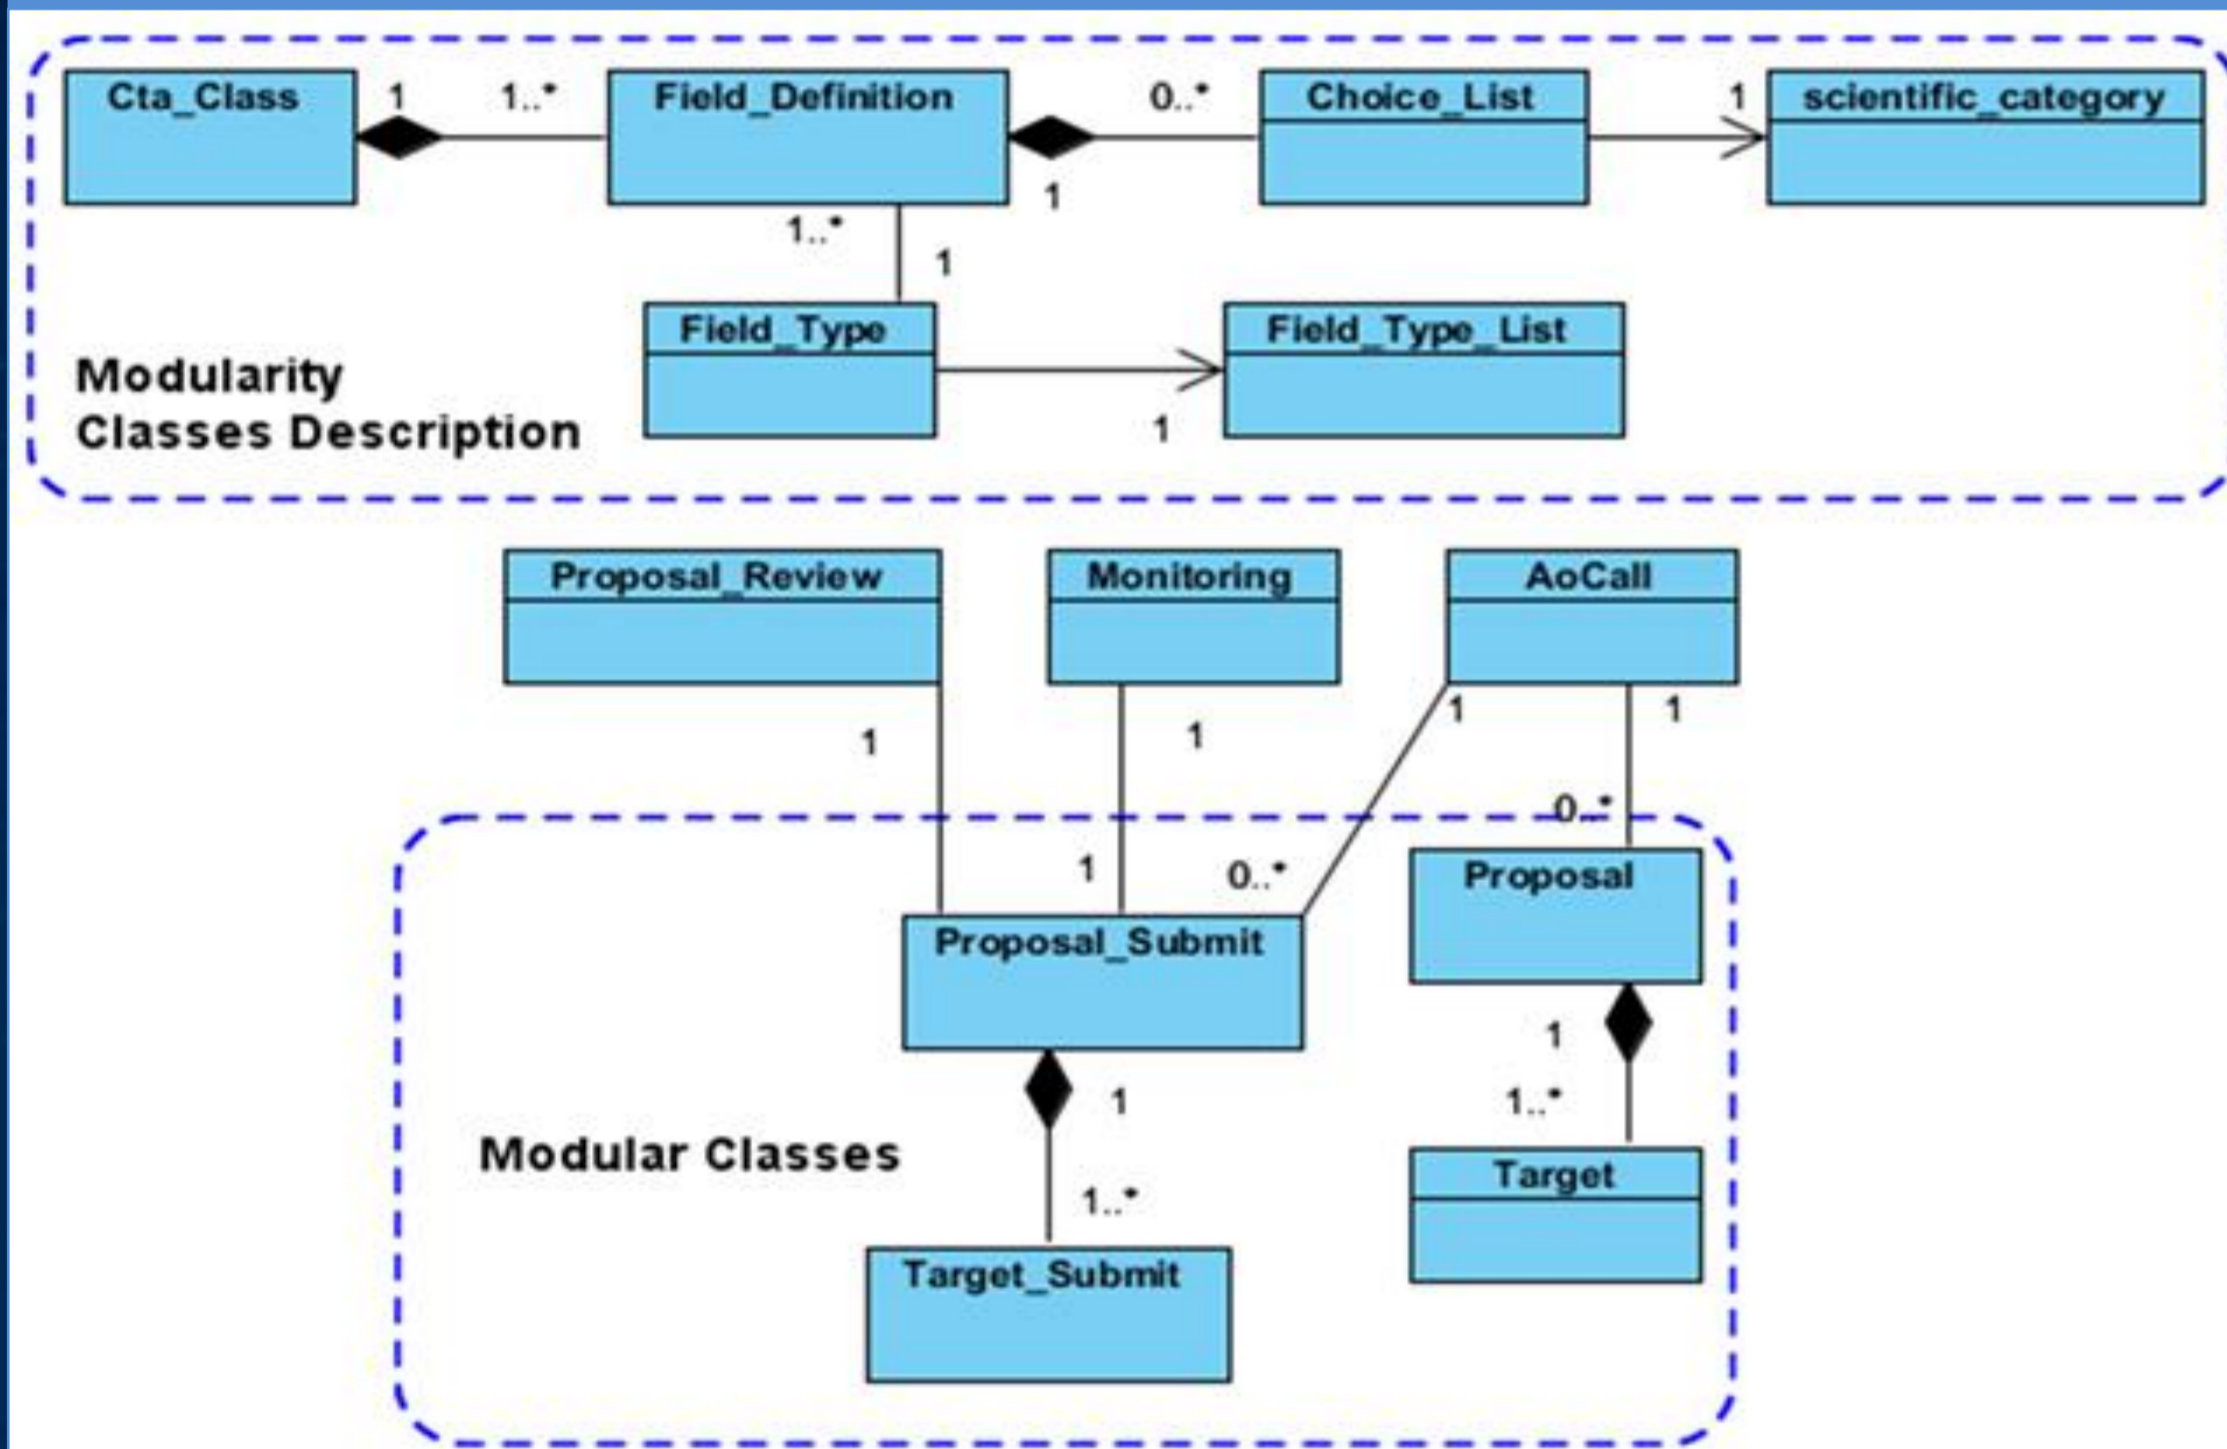 Cta_Class
1
1..*
Field_Definition
0..*
1
Choice_List
1
scientific_category
1..*
1
Field_Type
1
Field_Type_List
Modularity
Classes Description
Proposal_Review
Monitoring
AoCall
1
1
1
1
1
0..*
0..*
Proposal
Proposal_Submit
1
1..*
1
1..*
Target
Modular Classes
Target_Submit